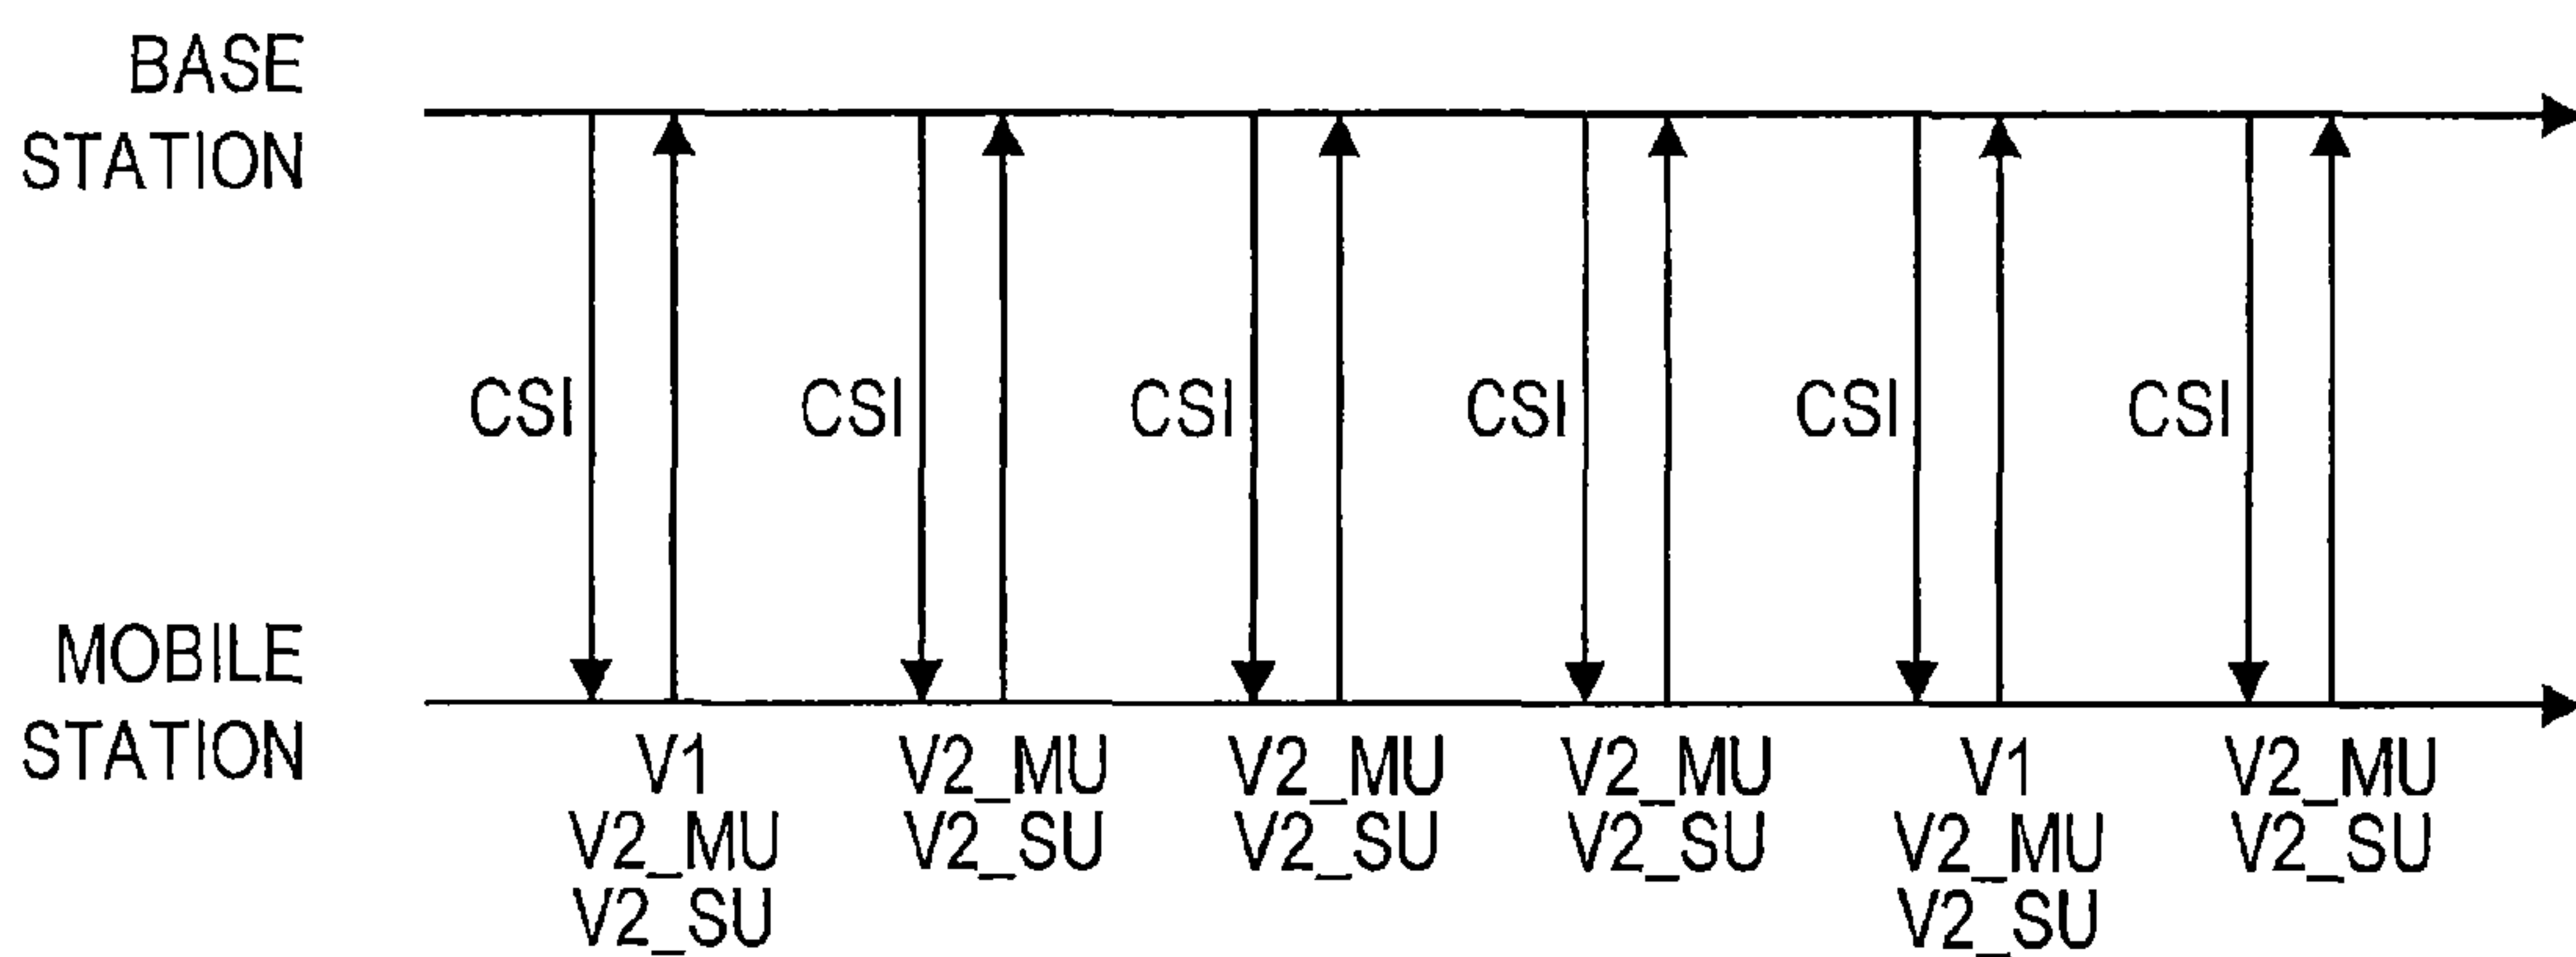 BASE
STATION
CSI
CSI
CSI
CSI
CSI
CSI
MOBILE
STATION
V1
V2_MU
V2_SU
V2_MU
V2_SU
V2_MU
V2_SU
V2_MU
V2_SU
V1
V2_MU
V2_SU
V2_MU
V2_SU